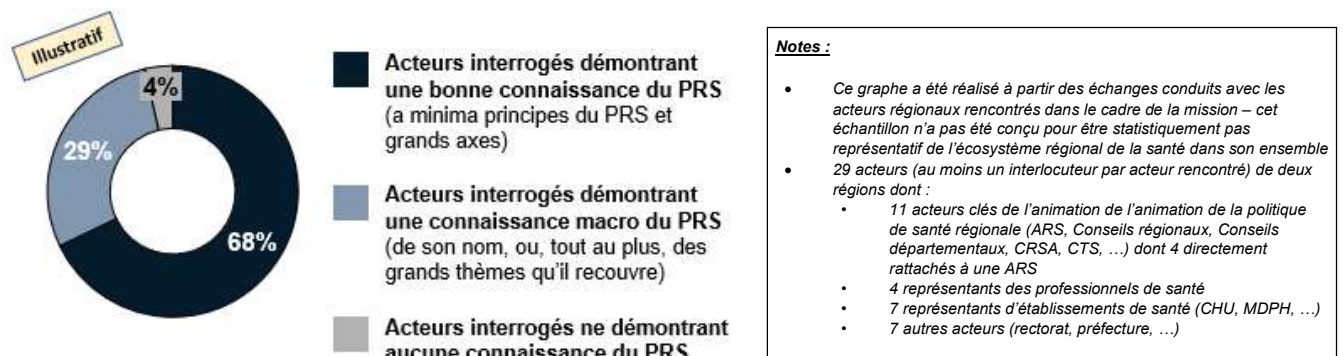 Illustratif
4%
29%
68%
Acteurs interrogés démontrant
une bonne connaissance du PRS
(a minima principes du PRS et
grands axes)
Acteurs interrogés démontrant
une connaissance macro du PRS
(de son nom, ou, tout au plus, des
grands thèmes qu'il recouvre)
Acteurs interrogés ne démontrant
aucune connaissance du PRS
Notes :
• Ce graphe a été réalisé à partir des échanges conduits avec les
acteurs régionaux rencontrés dans le cadre de la mission – cet
échantillon n'a pas été conçu pour être statistiquement pas
représentatif de l'écosystème régional de la santé dans son ensemble
• 29 acteurs (au moins un interlocuteur par acteur rencontré) de deux
régions dont :
• 11 acteurs clés de l'animation de l'animation de la politique
de santé régionale (ARS, Conseils régionaux, Conseils
départementaux, CRSA, CTS, …) dont 4 directement
rattachés à une ARS
• 4 représentants des professionnels de santé
• 7 représentants d'établissements de santé (CHU, MDPH, …)
• 7 autres acteurs (rectorat, préfecture, …)